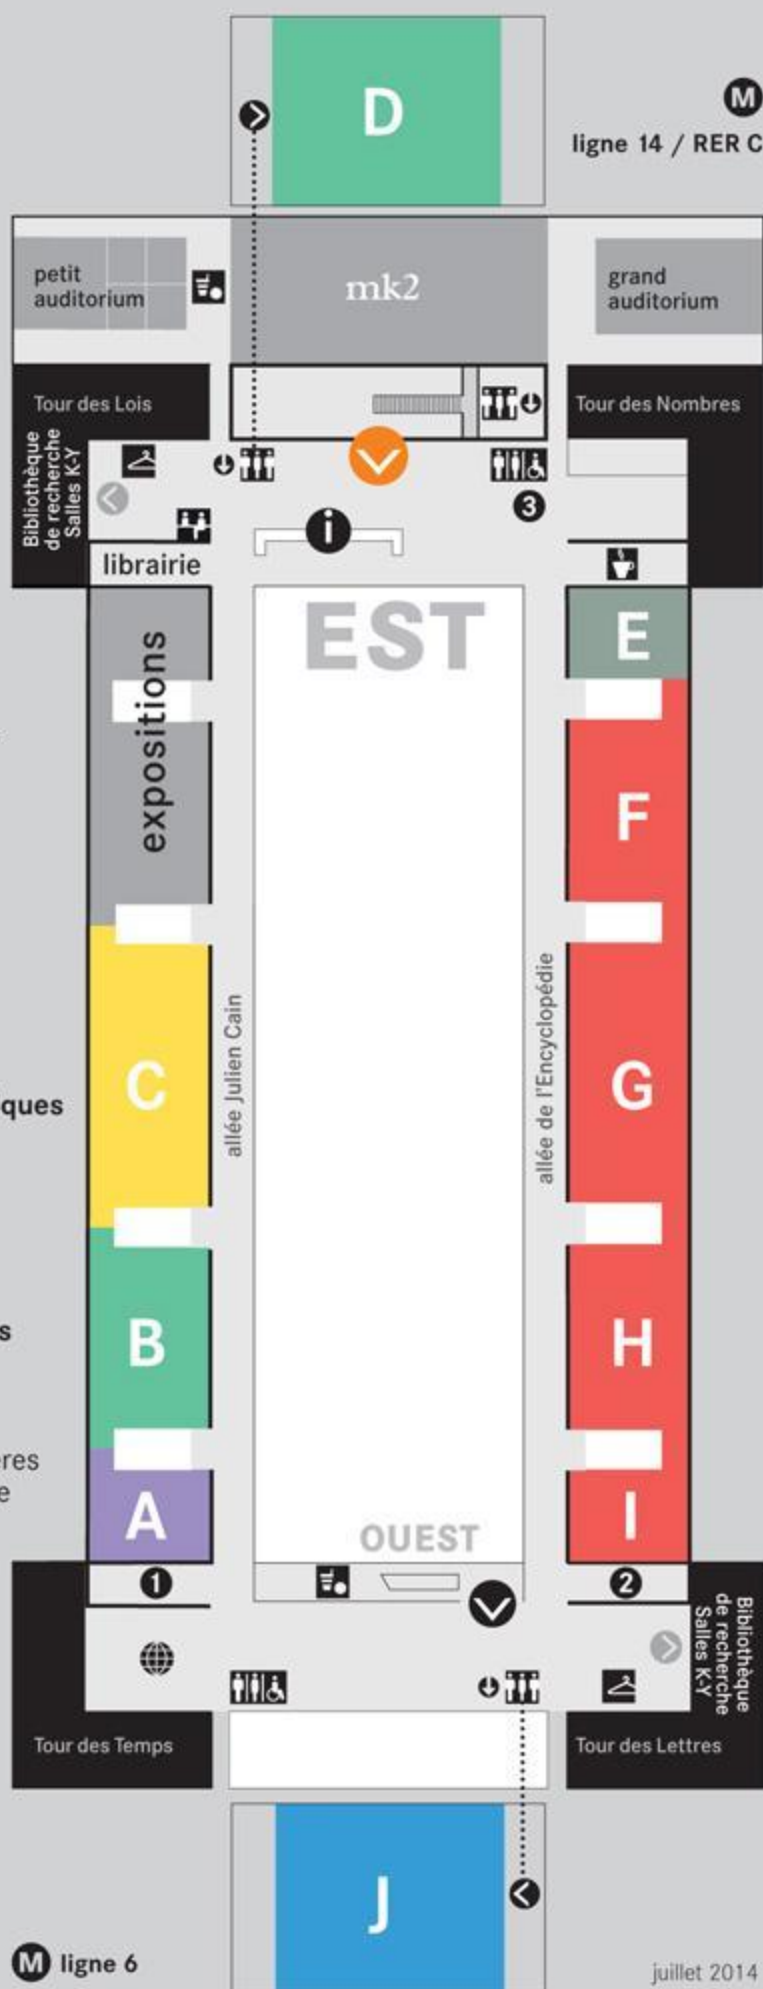 D
M
ligne 14 / RER C
petit
auditorium
mk2
grand
auditorium
Tour des Lois
Tour des Nombres
Bibliothèque
de recherche
Salles K-Y
3
i
librairie
EST
E
expositions
F
C
allée Julien Cain
allée de l'Encyclopédie
G
ques
B
H
s
ères
e
A
I
OUEST
1
2
Bibliothèque
de recherche
Salles K-Y
Tour des Temps
Tour des Lettres
J
M ligne 6
juillet 2014